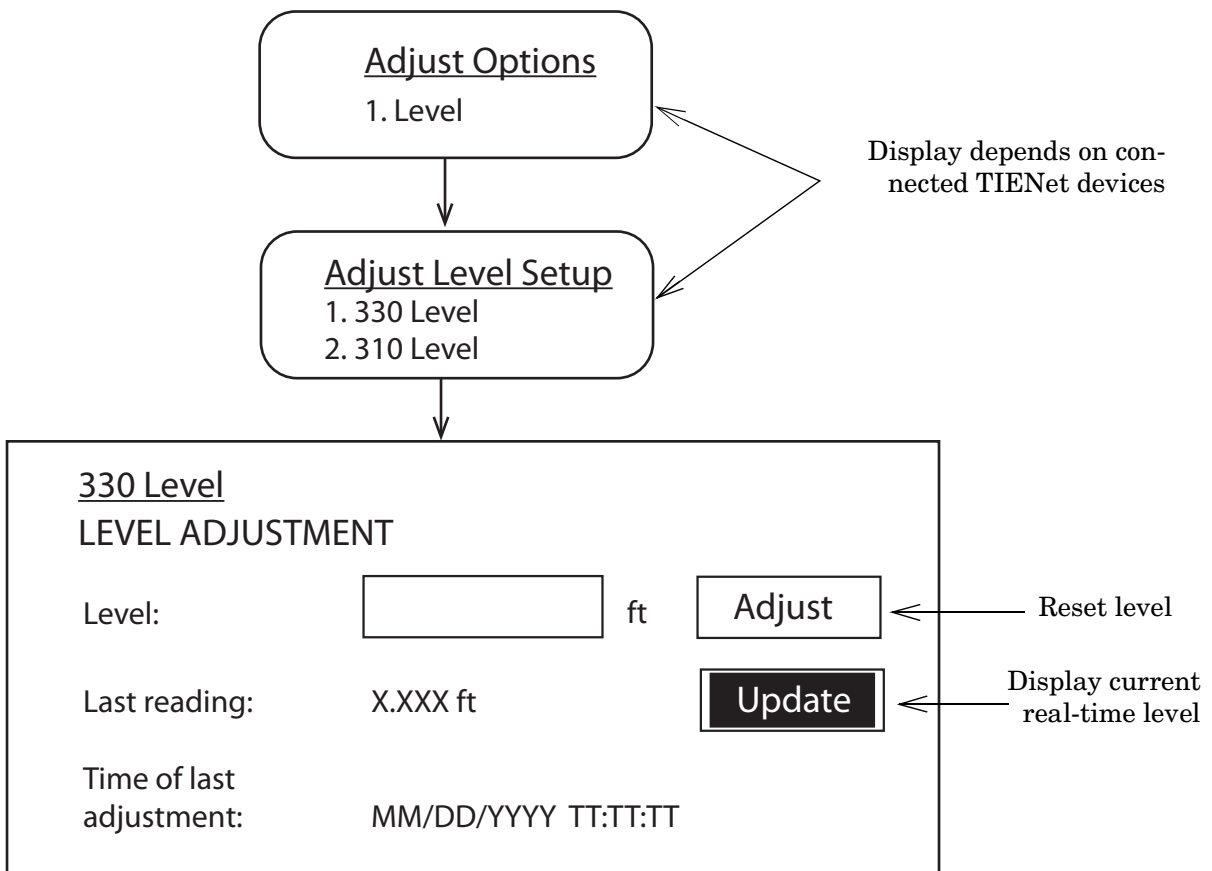 Adjust Options
1. Level
Display depends on con-
nected TIENet devices
Adjust Level Setup
1. 330 Level
2. 310 Level
330 Level
LEVEL ADJUSTMENT
Level:
ft
Adjust
Reset level
Last reading:
X.XXX ft
Update
Display current
real-time level
Time of last
adjustment:
MM/DD/YYYY TT:TT:TT